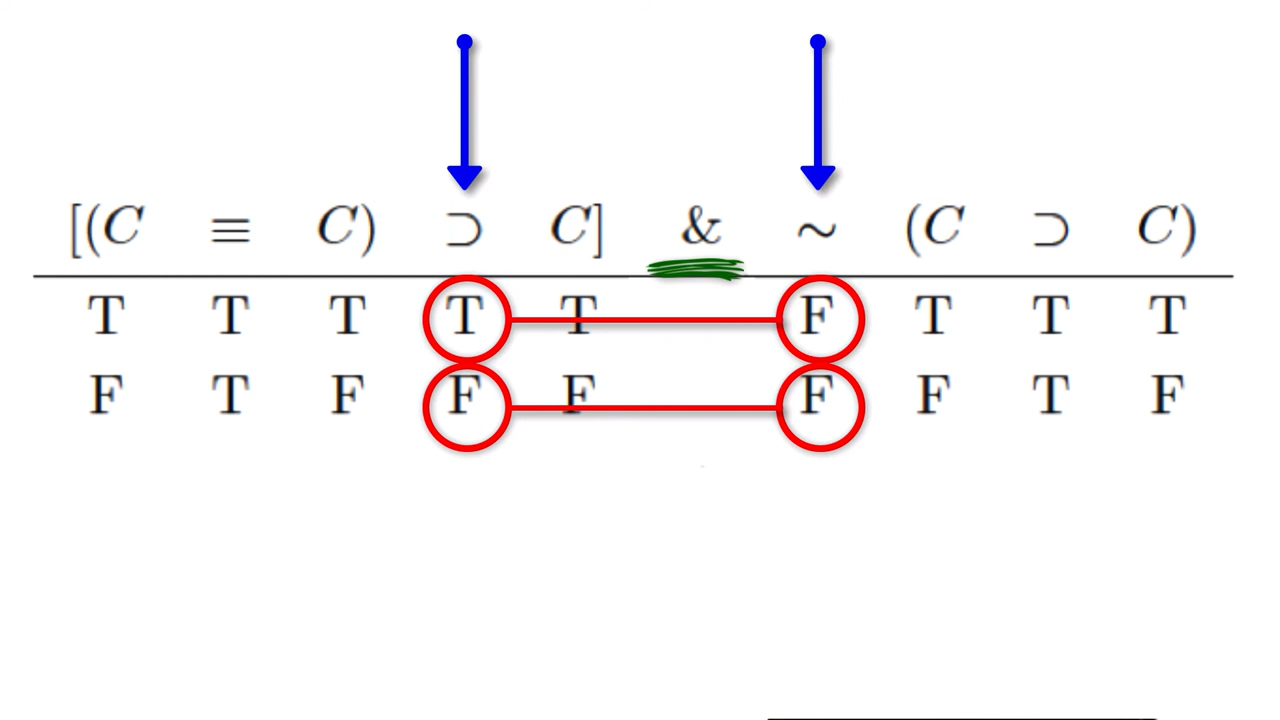 [(C ≡ C) ⊃ C] & ~ (C ⊃ C)
T T T T T F T T T
F T F F F F F T F